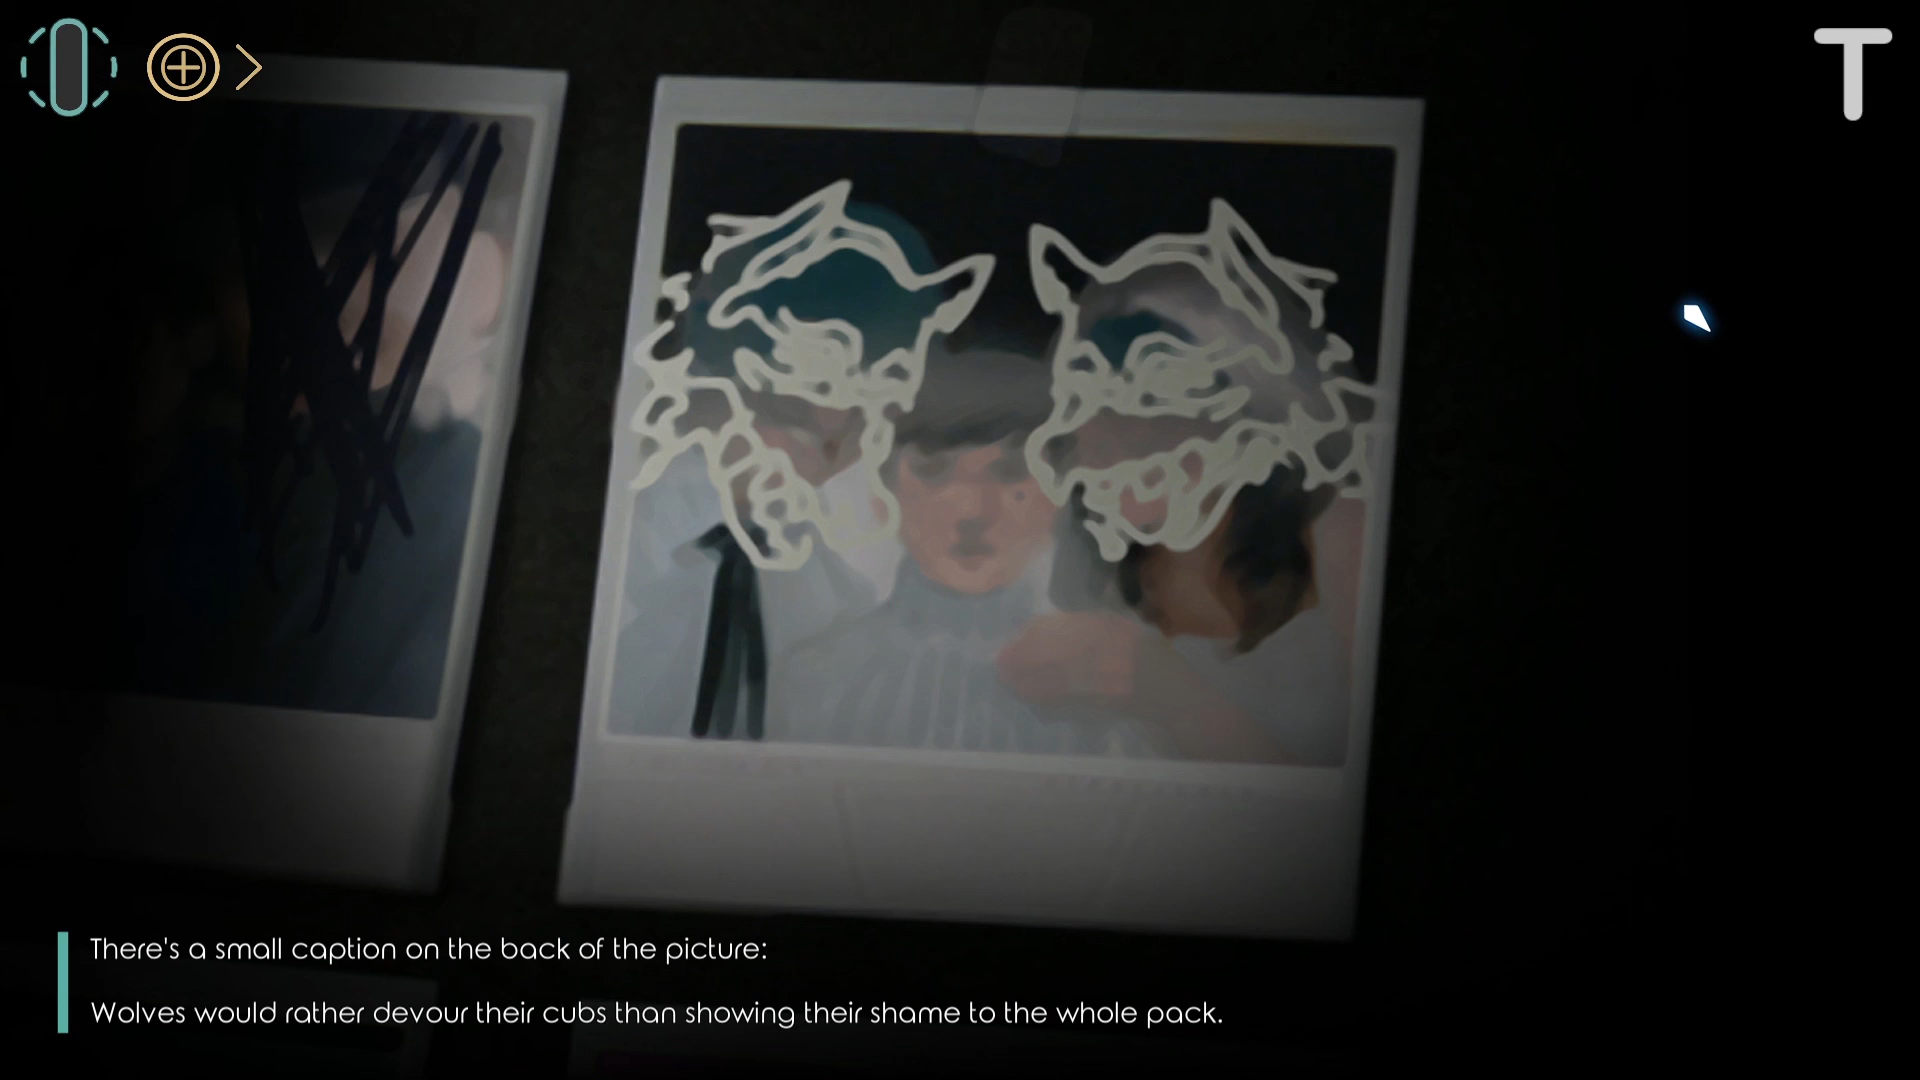 T
There's a small caption on the back of the picture:
Wolves would rather devour their cubs than showing their shame to the whole pack.